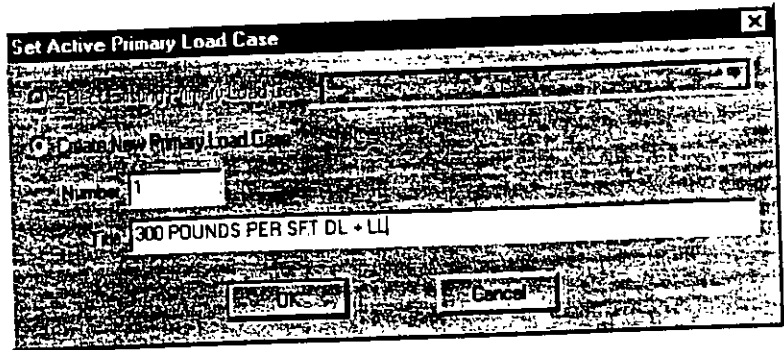 Set Active Primary Load Case
Create New Primary Load Case
Number 1
Title 300 POUNDS PER SFT DL + LL
OK Cancel